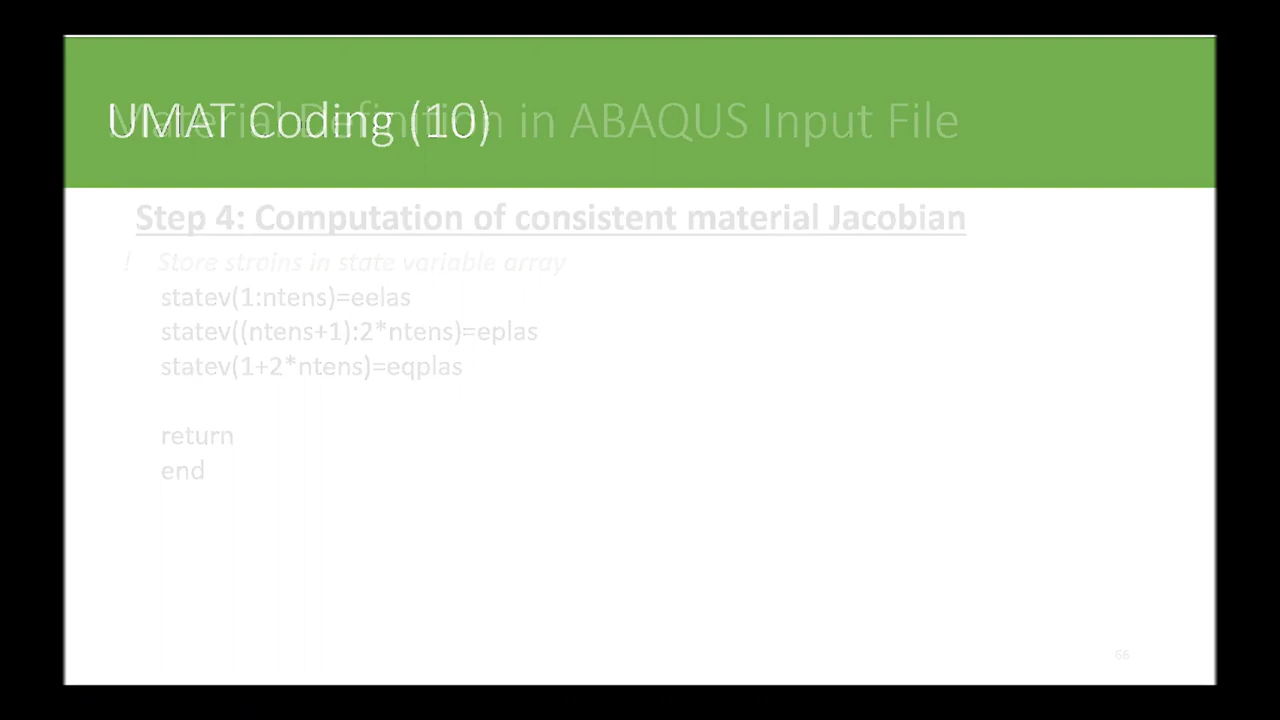 UMAT Coding (10)
Material Definition in ABAQUS Input File
Step 4: Computation of consistent material Jacobian
! Store strains in state variable array
statev(1:ntens)=eelas
statev((ntens+1):2*ntens)=eplas
statev(1+2*ntens)=eqplas
return
end
66